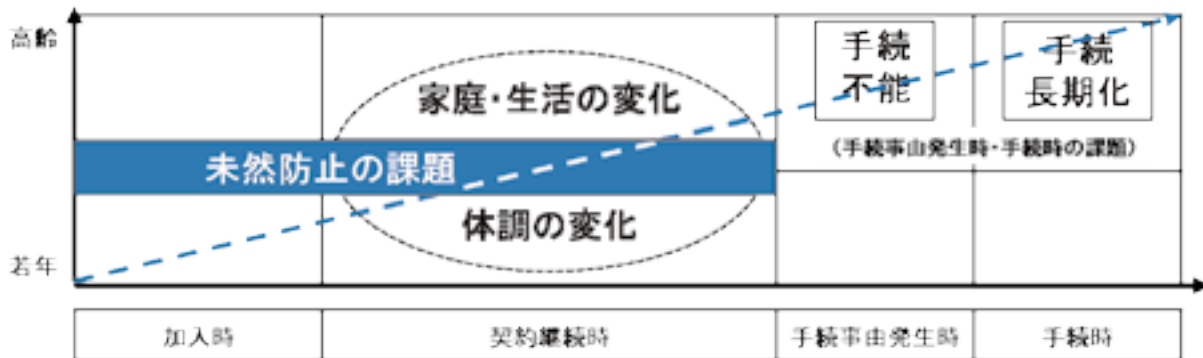 高齢
手続
不能
手続
長期化
家庭・生活の変化
(手続事由発生時・手続時の課題)
未然防止の課題
体調の変化
若年
加入時
契約継続時
手続事由発生時
手続時